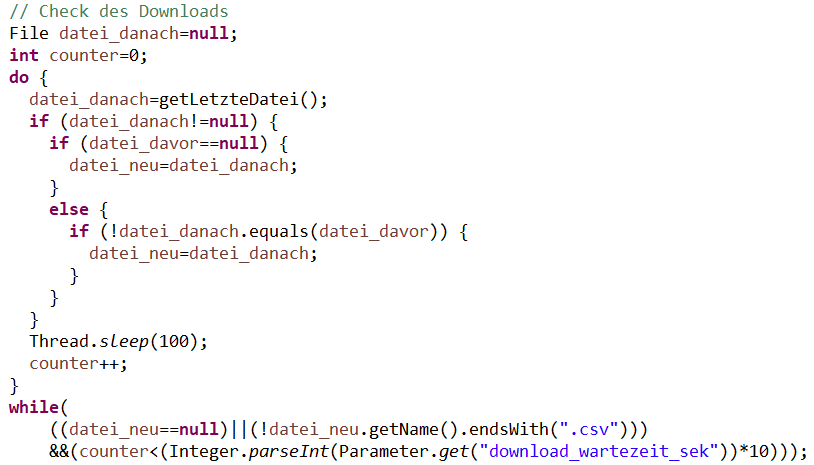 // Check des Downloads
File datei_danach=null;
int counter=0;
do {
  datei_danach=getLetzteDatei();
  if (datei_danach!=null) {
    if (datei_davor==null) {
      datei_neu=datei_danach;
    }
    else {
      if (!datei_danach.equals(datei_davor)) {
        datei_neu=datei_danach;
      }
    }
  }
  Thread.sleep(100);
  counter++;
}
while(
    ((datei_neu==null)||(!datei_neu.getName().endsWith(".csv")))
    &&(counter<(Integer.parseInt(Parameter.get("download_wartezeit_sek"))*10)));